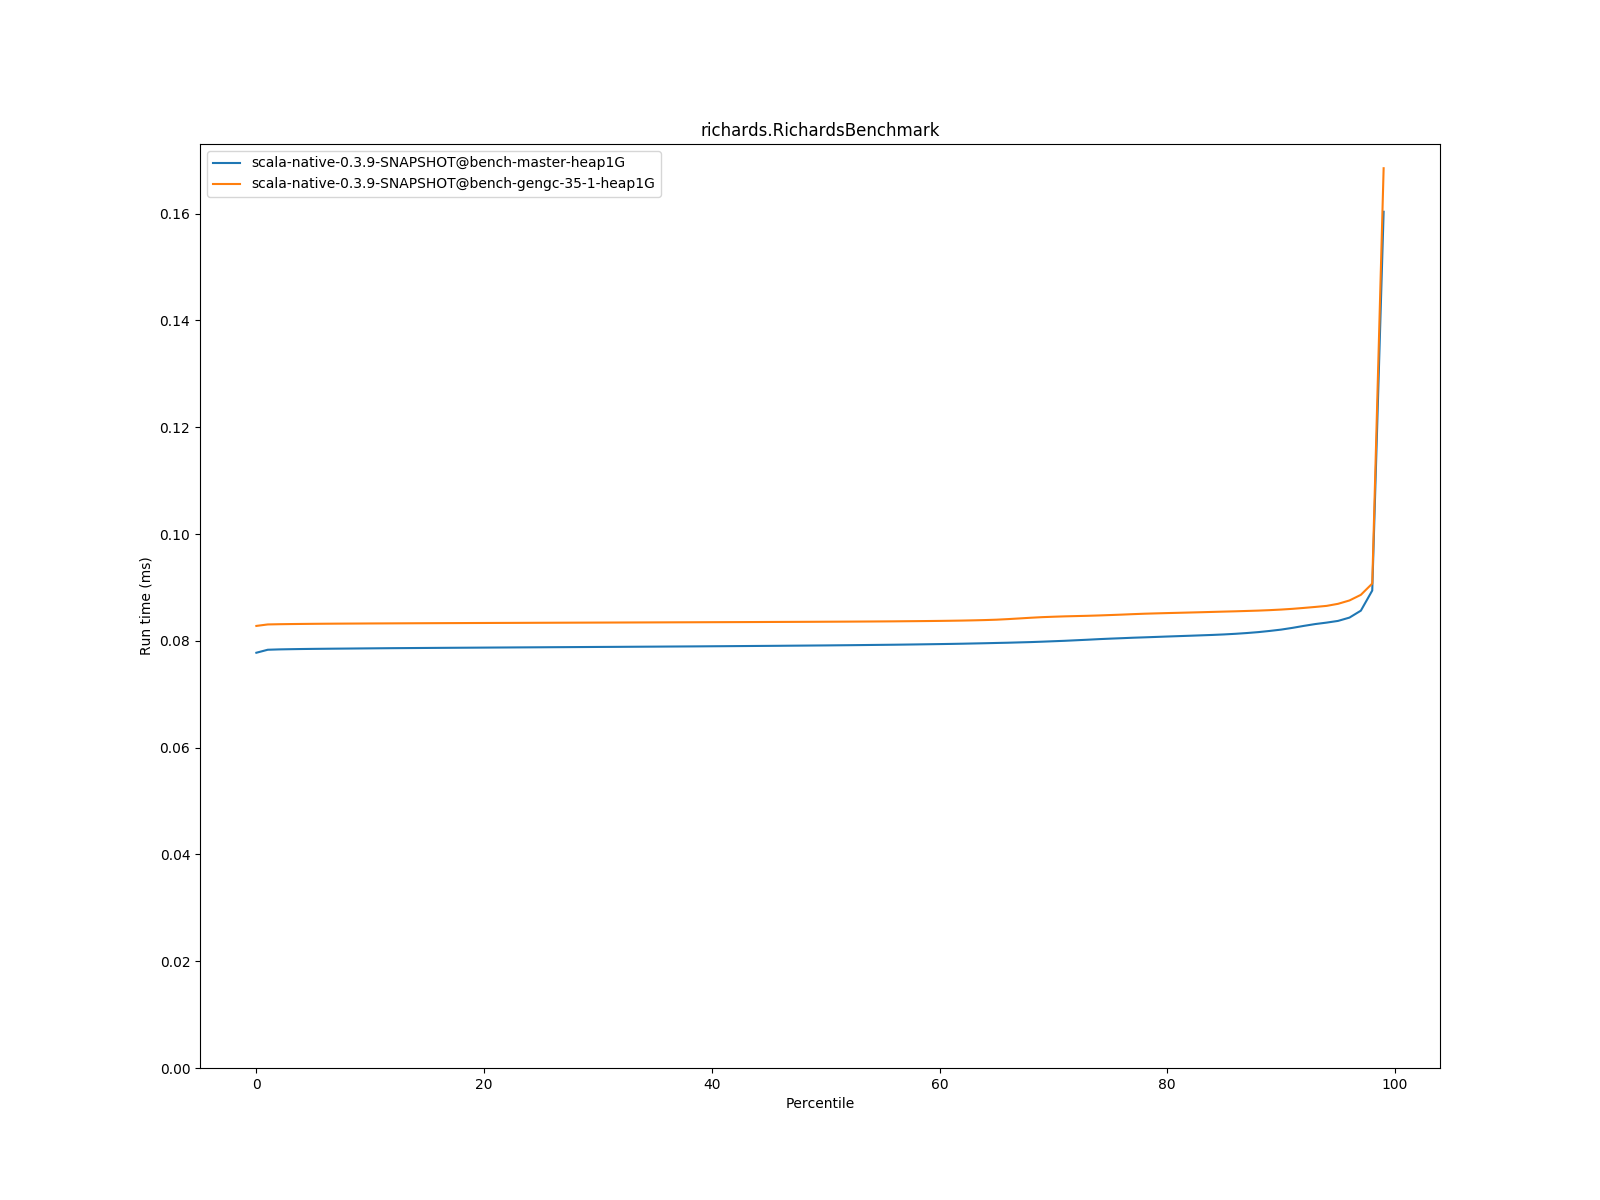 richards.RichardsBenchmark
scala-native-0.3.9-SNAPSHOT@bench-master-heap1G
scala-native-0.3.9-SNAPSHOT@bench-gengc-35-1-heap1G
0.16
0.14
0.12
0.10
0.08
0.06
0.04
0.02
0.00
Run time (ms)
0 20 40 60 80 100
Percentile